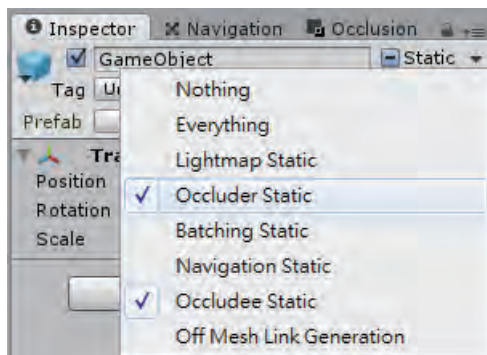 Inspector Navigation Occlusion
GameObject Static
Tag
Nothing
Prefab
Everything
Lightmap Static
Position
Occluder Static
Rotation
Batching Static
Scale
Navigation Static
Occludee Static
Off Mesh Link Generation